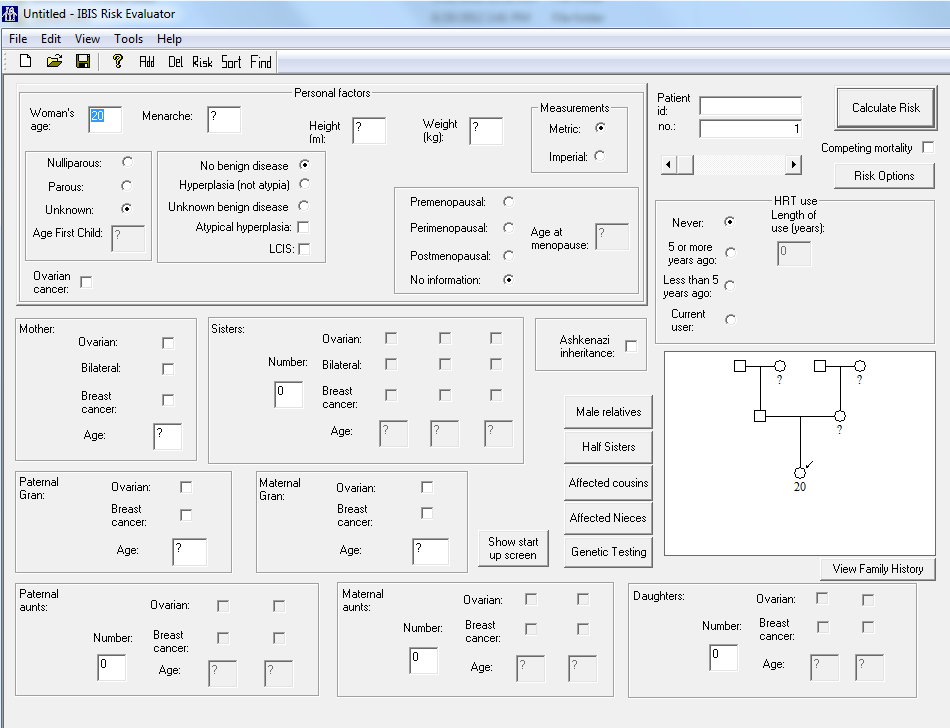 Untitled - IBIS Risk Evaluator
File Edit View Tools Help
? Add Del Risk Sort Find
Personal factors
Woman's
age:
20
Menarche:
?
Height
(m):
?
Weight
(kg):
?
Measurements
Metric:
Imperial:
Nulliparous:
Parous:
Unknown:
Age First Child:
?
No benign disease
Hyperplasia (not atypia)
Unknown benign disease
Atypical hyperplasia:
LCIS:
Premenopausal:
Perimenopausal:
Postmenopausal:
No information:
Age at
menopause:
?
Ovarian
cancer:
Patient
id:
no.:
1
Calculate Risk
Competing mortality
Risk Options
HRT use
Never:
5 or more
years ago:
Less than 5
years ago:
Current
user:
Length of
use (years):
0
Mother:
Ovarian:
Bilateral:
Breast
cancer:
Age:
?
Sisters:
Number:
0
Ovarian:
Bilateral:
Breast
cancer:
Age:
? ? ?
Ashkenazi
inheritance:
Male relatives
Half Sisters
Affected cousins
Affected Nieces
Genetic Testing
? ?
?
20
View Family History
Paternal
Gran:
Ovarian:
Breast
cancer:
Age:
?
Maternal
Gran:
Ovarian:
Breast
cancer:
Age:
?
Show start
up screen
Paternal
aunts:
Number:
0
Ovarian:
Breast
cancer:
Age:
? ?
Maternal
aunts:
Number:
0
Ovarian:
Breast
cancer:
Age:
? ?
Daughters:
Number:
0
Ovarian:
Breast
cancer:
Age:
? ?